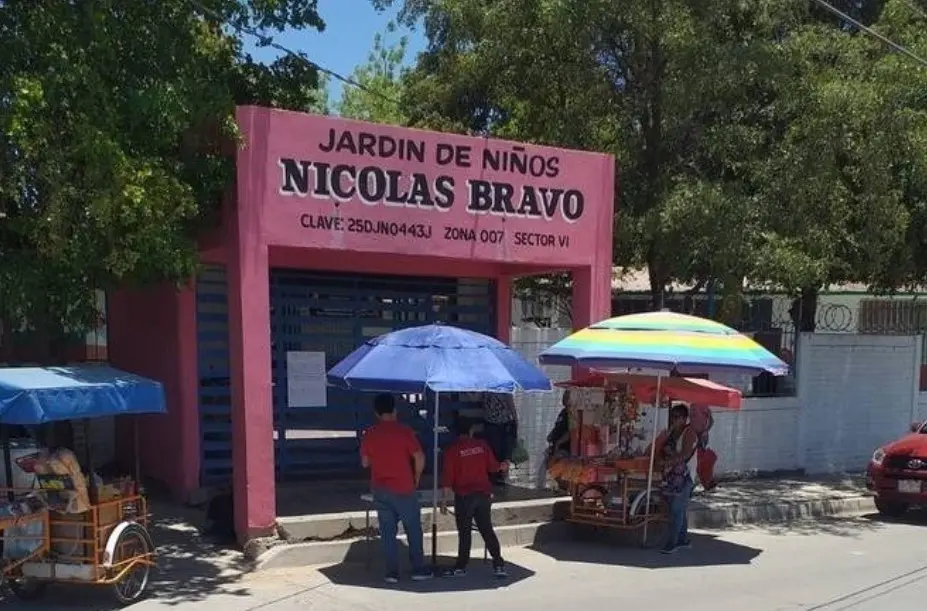 JARDIN DE NIÑOS
NICOLAS BRAVO
CLAVE: 25DJN0443J ZONA 007 SECTOR VI